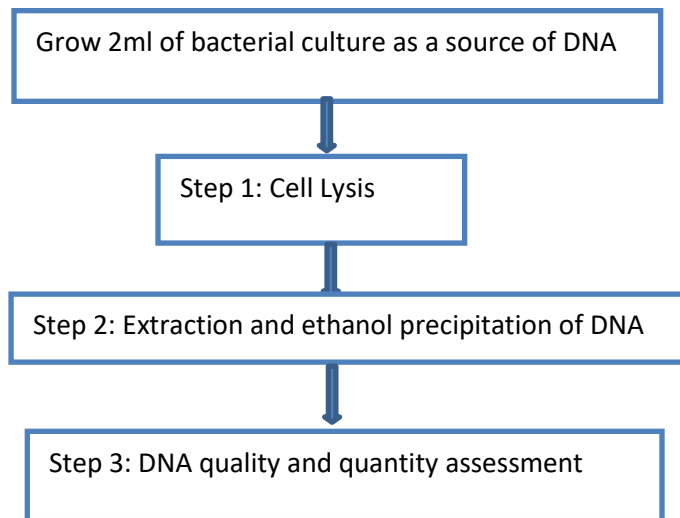 Grow 2ml of bacterial culture as a source of DNA
Step 1: Cell Lysis
Step 2: Extraction and ethanol precipitation of DNA
Step 3: DNA quality and quantity assessment